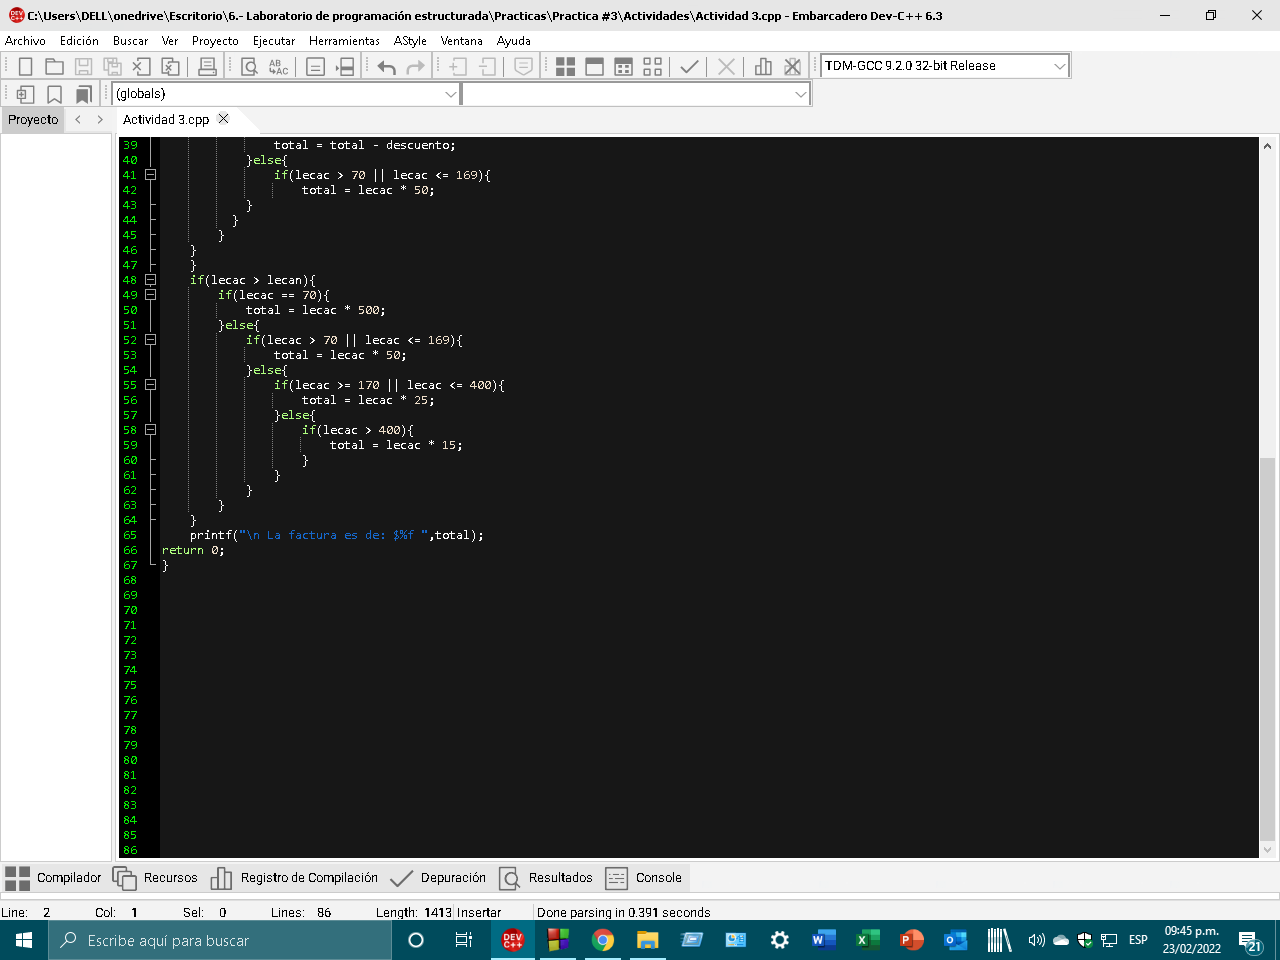 C:\Users\DELL\onedrive\Escritorio\6.- Laboratorio de programación estructurada\Practicas\Practica #3\Actividades\Actividad 3.cpp - Embarcadero Dev-C++ 6.3
Archivo Edición Buscar Ver Proyecto Ejecutar Herramientas AStyle Ventana Ayuda
TDM-GCC 9.2.0 32-bit Release
(globals)
Proyecto Actividad 3.cpp
39 total = total - descuento;
40 }else{
41 if(lecac > 70 || lecac <= 169){
42 total = lecac * 50;
43 }
44 }
45 }
46 }
47 }
48 if(lecac > lecan){
49 if(lecac == 70){
50 total = lecac * 500;
51 }else{
52 if(lecac > 70 || lecac <= 169){
53 total = lecac * 50;
54 }else{
55 if(lecac >= 170 || lecac <= 400){
56 total = lecac * 25;
57 }else{
58 if(lecac > 400){
59 total = lecac * 15;
60 }
61 }
62 }
63 }
64 }
65 printf("\n La factura es de: $%f ",total);
66 return 0;
67 }
68
69
70
71
72
73
74
75
76
77
78
79
80
81
82
83
84
85
86
Compilador Recursos Registro de Compilación Depuración Resultados Console
Line: 2 Col: 1 Sel: 0 Lines: 86 Length: 1413 Insertar Done parsing in 0.391 seconds
Escribe aquí para buscar
DEV C++
ESP
09:45 p.m.
23/02/2022
21